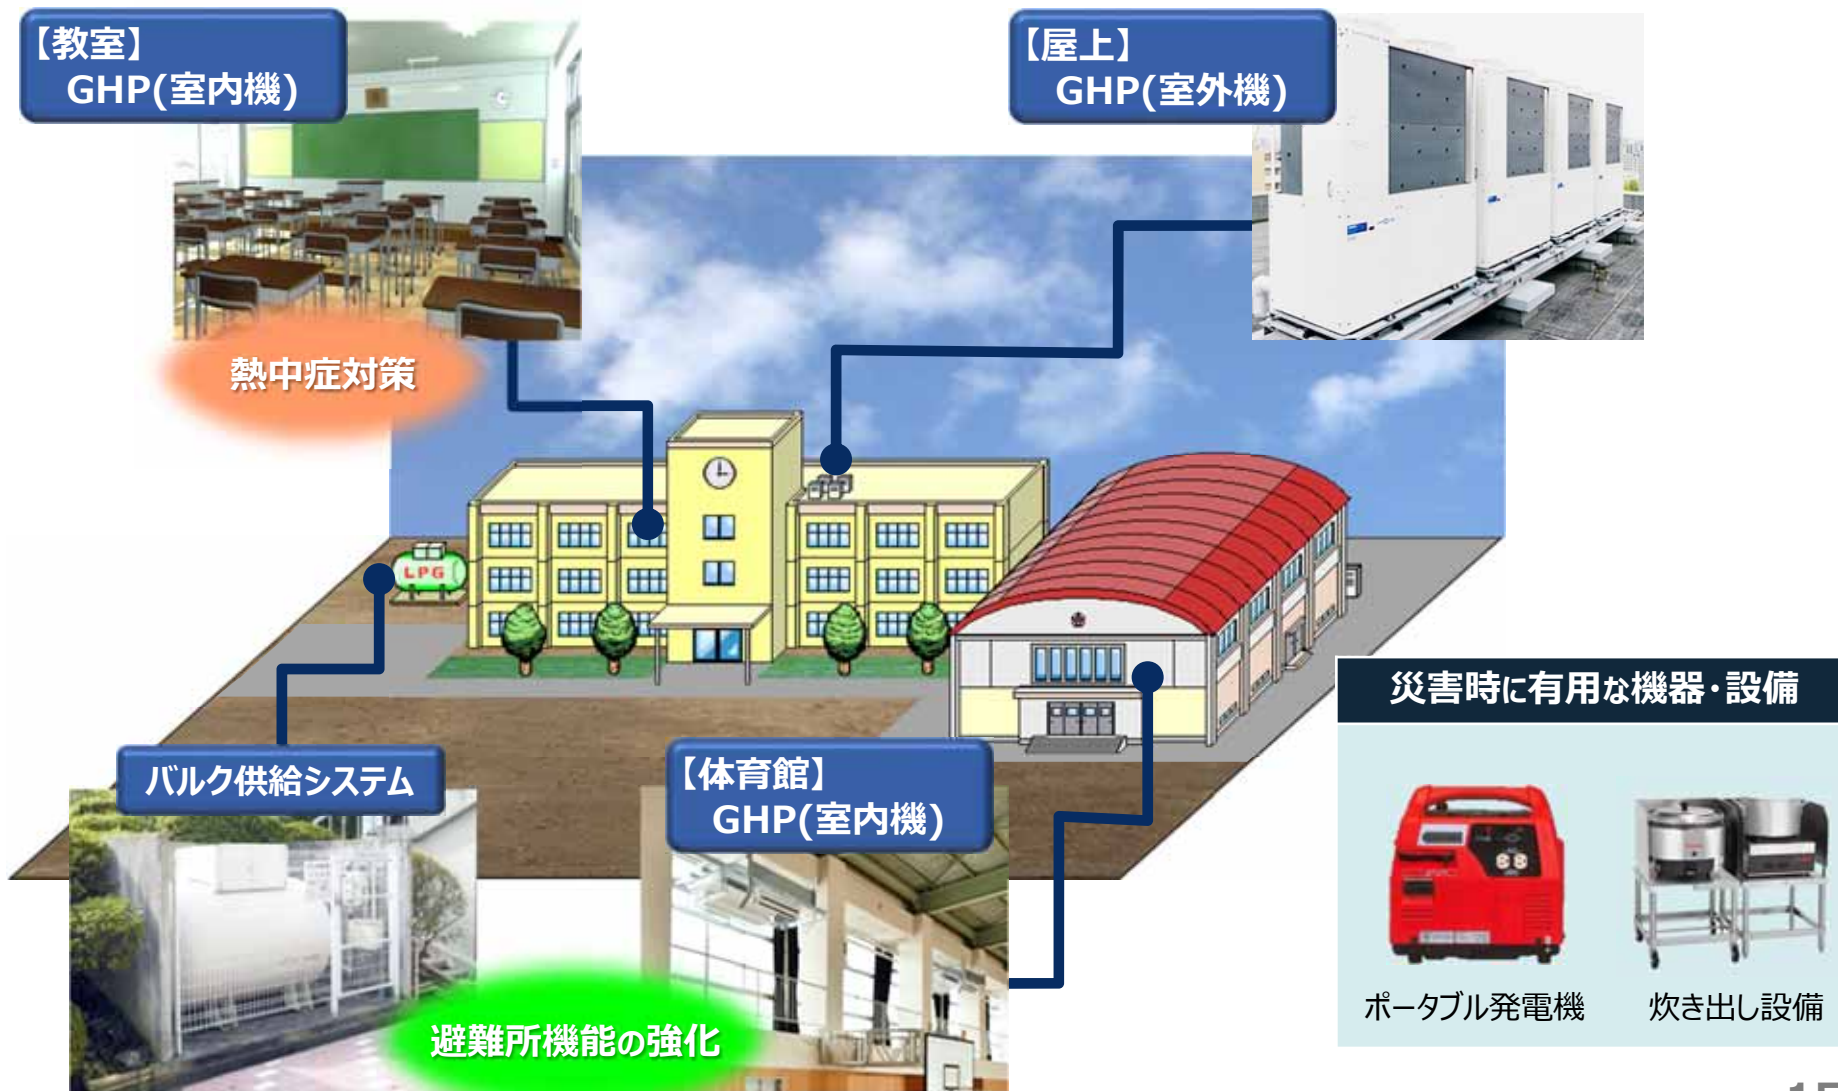 【教室】
GHP(室内機)
【屋上】
GHP(室外機)
熱中症対策
LPG
バルク供給システム
【体育館】
GHP(室内機)
避難所機能の強化
災害時に有用な機器・設備
ポータブル発電機
炊き出し設備